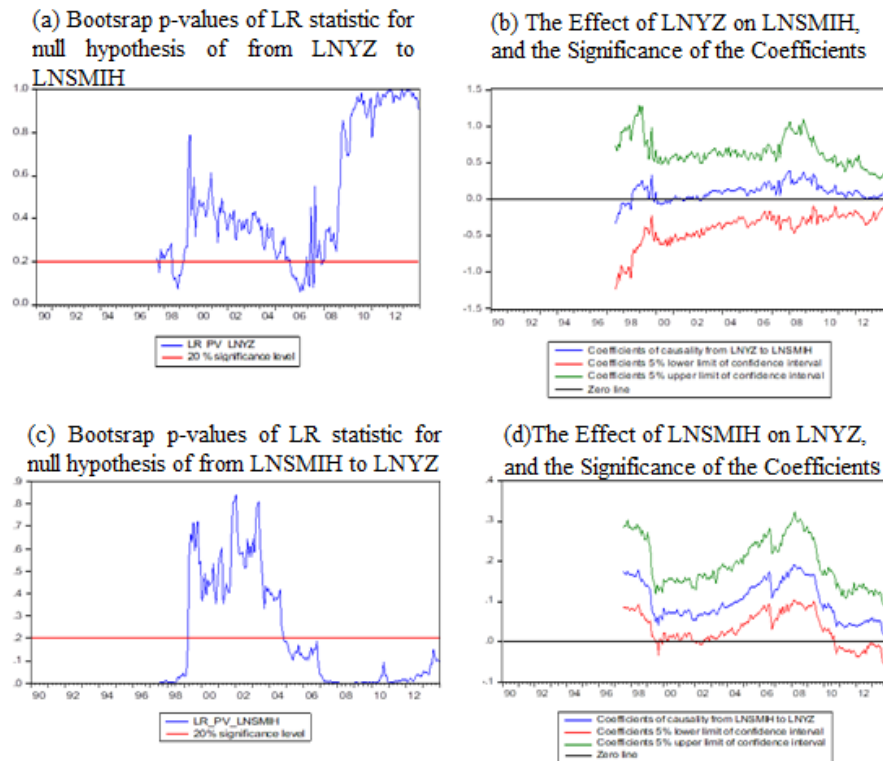 (a) Bootsrap p-values of LR statistic for
null hypothesis of from LNYZ to
LNSMIH
1.0
0.8
0.6
0.4
0.2
0.0
90 92 94 96 98 00 02 04 06 08 10 12
LR_PV_LNYZ
20 % significance level
(b) The Effect of LNYZ on LNSMIH,
and the Significance of the Coefficients
1.5
1.0
0.5
0.0
-0.5
-1.0
-1.5
90 92 94 96 98 00 02 04 06 08 10 12
Coefficients of causality from LNYZ to LNSMIH
Coefficients 5% lower limit of confidence interval
Coefficients 5% upper limit of confidence interval
Zero line
(c) Bootsrap p-values of LR statistic for
null hypothesis of from LNSMIH to LNYZ
.9
.8
.7
.6
.5
.4
.3
.2
.1
.0
90 92 94 96 98 00 02 04 06 08 10 12
LR_PV_LNSMIH
20% significance level
(d)The Effect of LNSMIH on LNYZ,
and the Significance of the Coefficients
.4
.3
.2
.1
.0
-.1
90 92 94 96 98 00 02 04 06 08 10 12
Coefficients of causality from LNSMIH to LNYZ
Coefficients 5% lower limit of confidence interval
Coefficients 5% upper limit of confidence interval
Zero line